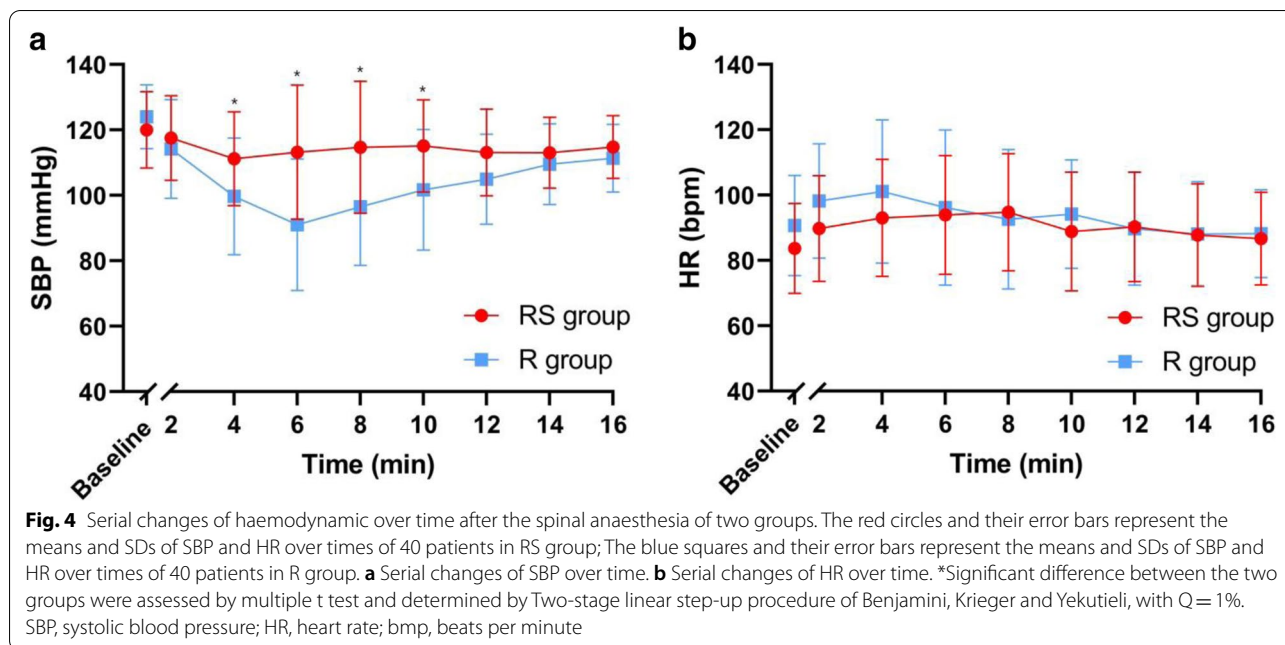 a
b
140
120
100
80
60
40
SBP (mmHg)
*
*
*
*
RS group
R group
Baseline
2 4 6 8 10 12 14 16
Time (min)
140
120
100
80
60
40
HR (bpm)
RS group
R group
Baseline
2 4 6 8 10 12 14 16
Time (min)
Fig. 4 Serial changes of haemodynamic over time after the spinal anaesthesia of two groups. The red circles and their error bars represent the
means and SDs of SBP and HR over times of 40 patients in RS group; The blue squares and their error bars represent the means and SDs of SBP and
HR over times of 40 patients in R group. a Serial changes of SBP over time. b Serial changes of HR over time. *Significant difference between the two
groups were assessed by multiple t test and determined by Two-stage linear step-up procedure of Benjamini, Krieger and Yekutieli, with Q = 1%.
SBP, systolic blood pressure; HR, heart rate; bmp, beats per minute